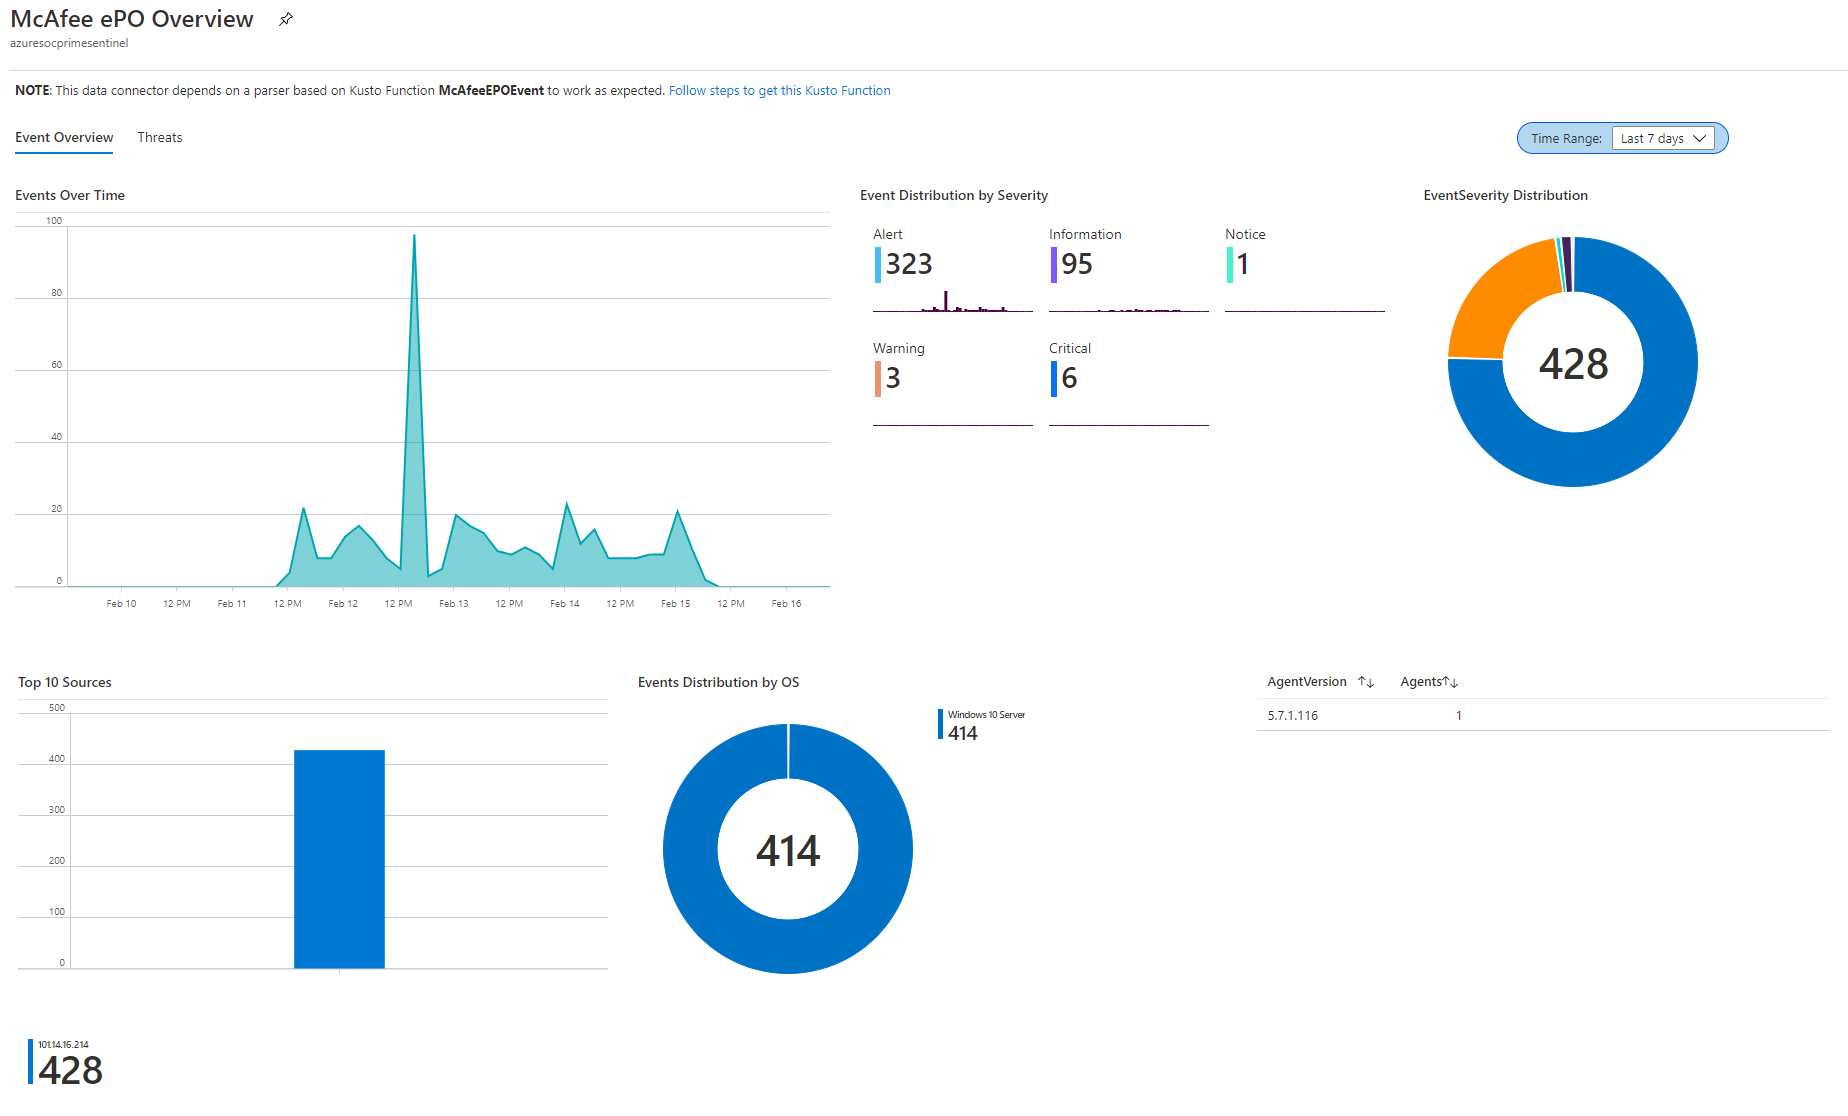 McAfee ePO Overview
azuresocprimesentinel
NOTE: This data connector depends on a parser based on Kusto Function McAfeeEPOEvent to work as expected. Follow steps to get this Kusto Function
Event Overview Threats
Time Range: Last 7 days
Events Over Time
100
80
60
40
20
0
Feb 10 12 PM Feb 11 12 PM Feb 12 12 PM Feb 13 12 PM Feb 14 12 PM Feb 15 12 PM Feb 16
Event Distribution by Severity
Alert
323
Information
95
Notice
1
Warning
3
Critical
6
EventSeverity Distribution
428
Top 10 Sources
500
400
300
200
100
0
101.14.16.214
428
Events Distribution by OS
414
Windows 10 Server
414
AgentVersion Agents
5.7.1.116 1